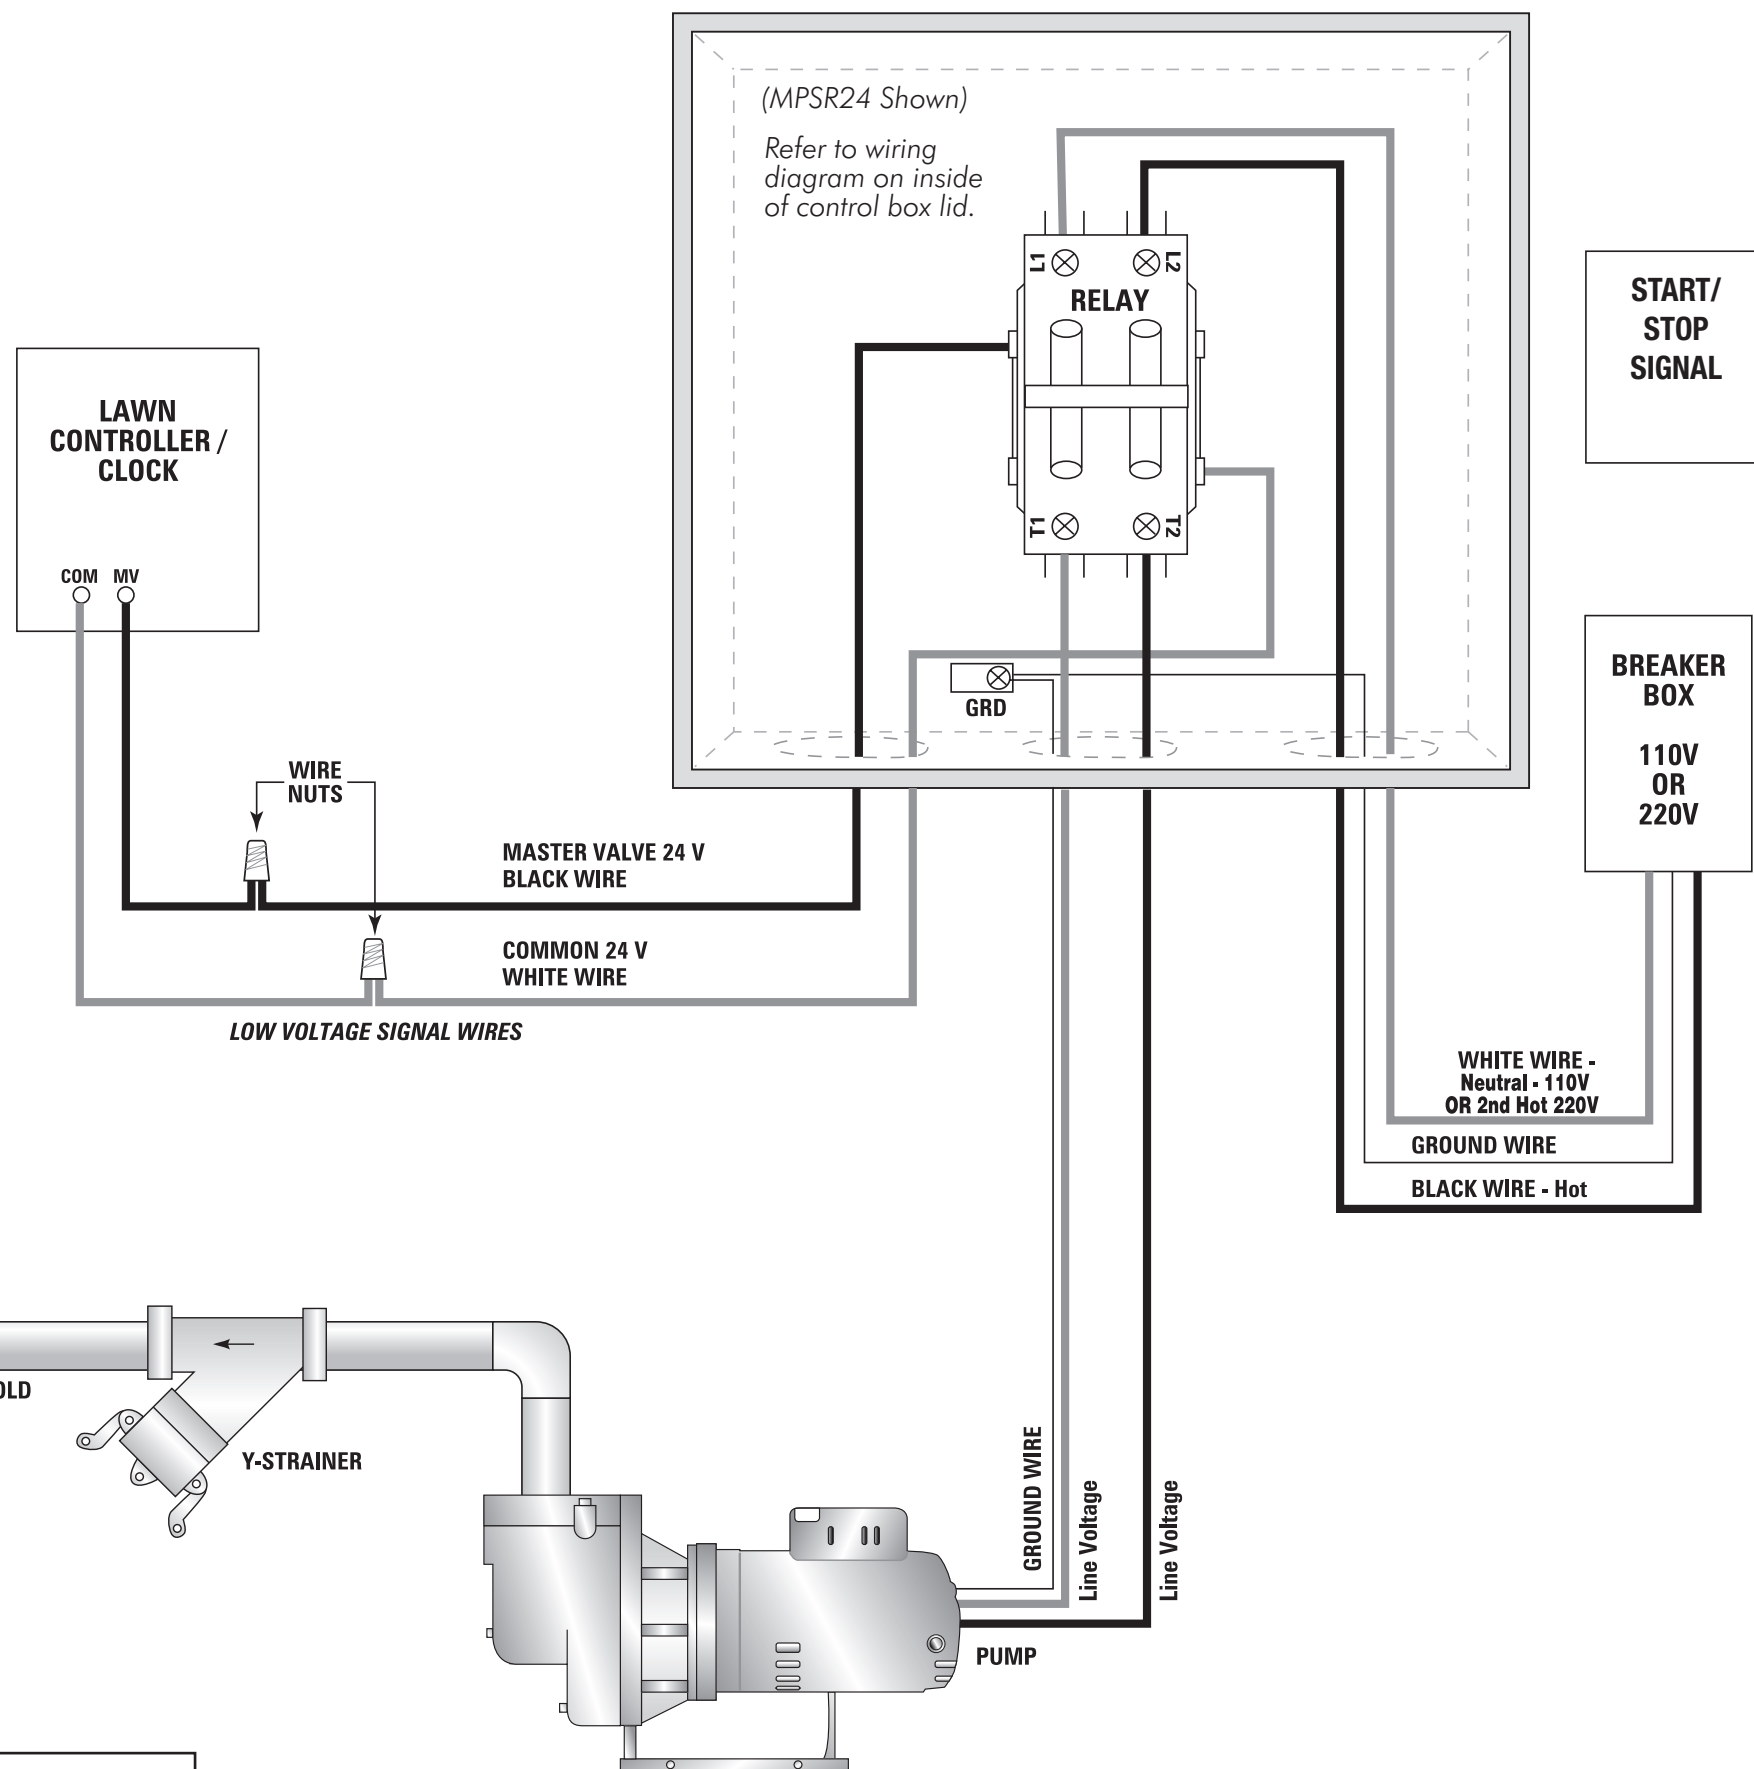 (MPSR24 Shown)
Refer to wiring
diagram on inside
of control box lid.
L1
L2
RELAY
T1
T2
GRD
START/
STOP
SIGNAL
LAWN
CONTROLLER /
CLOCK
COM MV
BREAKER
BOX
110V
OR
220V
WIRE
NUTS
MASTER VALVE 24 V
BLACK WIRE
COMMON 24 V
WHITE WIRE
LOW VOLTAGE SIGNAL WIRES
WHITE WIRE -
Neutral - 110V
OR 2nd Hot 220V
GROUND WIRE
BLACK WIRE - Hot
OLD
Y-STRAINER
GROUND WIRE
Line Voltage
Line Voltage
PUMP